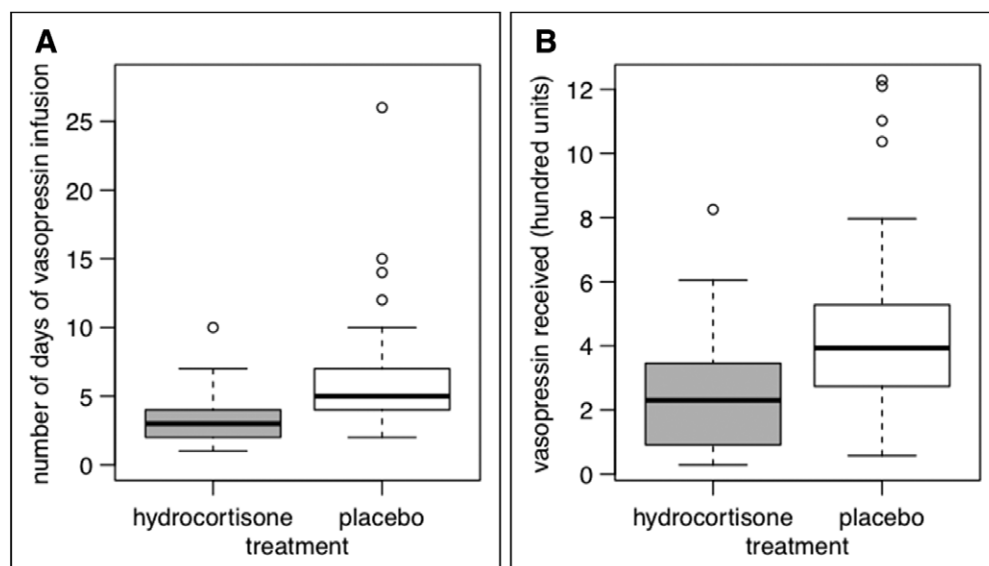 A
number of days of vasopressin infusion
25
20
15
10
5
0
hydrocortisone
placebo
treatment
B
vasopressin received (hundred units)
12
10
8
6
4
2
0
hydrocortisone
placebo
treatment